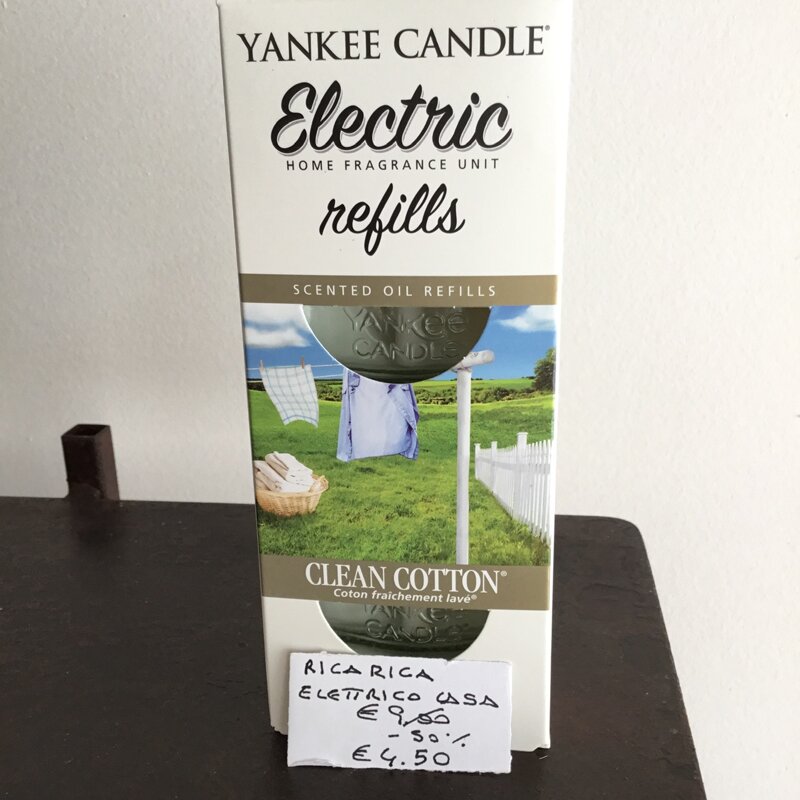 YANKEE CANDLE®
Electric
HOME FRAGRANCE UNIT
refills
SCENTED OIL REFILLS
YANKEE
CANDLE
CLEAN COTTON®
Coton fraîchement lavé®
YANKEE
CANDLE
RICARICA
ELETTRICO CASA
€ 9,00
- 50%
€ 4.50